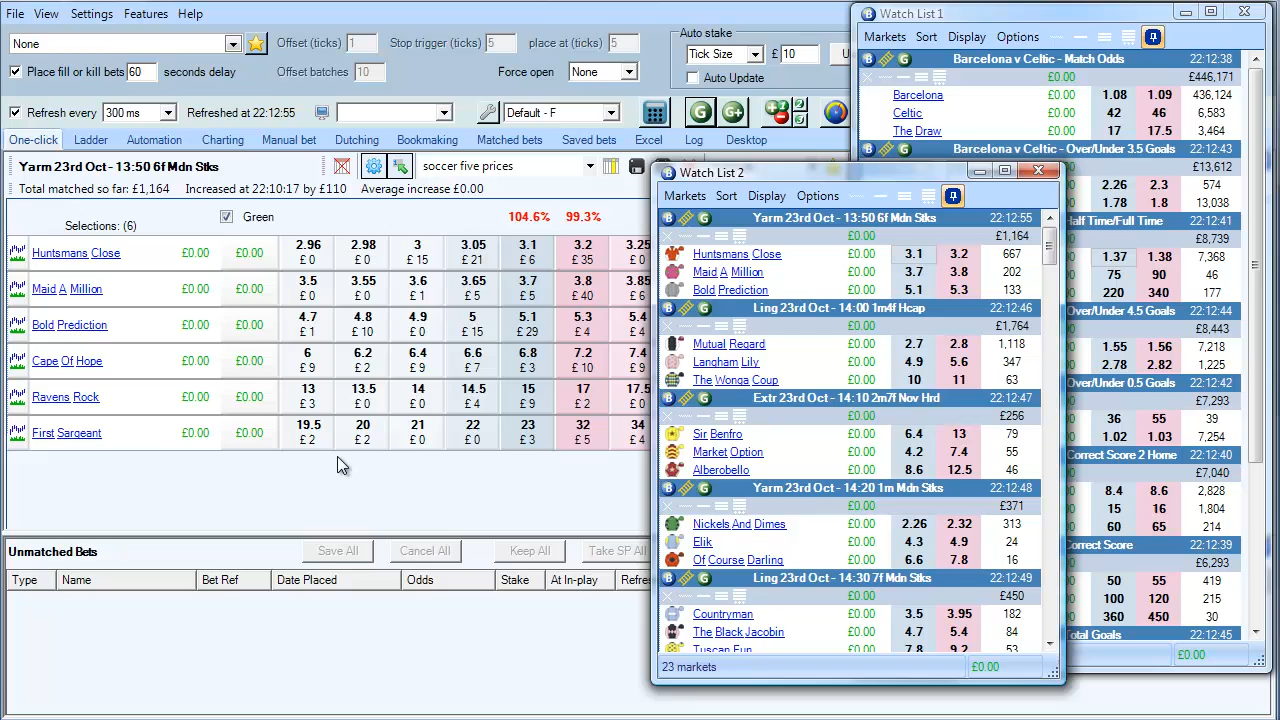 File View Settings Features Help
None Offset (ticks) 1 Stop trigger (ticks) 5 place at (ticks) 5
Auto stake
Tick Size £ 10
Place fill or kill bets 60 seconds delay Offset batches 10 Force open None
Auto Update
Refresh every 300 ms Refreshed at 22:12:55 Default - F
One-click Ladder Automation Charting Manual bet Dutching Bookmaking Matched bets Saved bets Excel Log Desktop
Yarm 23rd Oct - 13:50 6f Mdn Stks soccer five prices
Total matched so far: £1,164 Increased at 22:10:17 by £110 Average increase £0.00
Green 104.6% 99.3%
Selections: (6)
Huntsmans Close £0.00 £0.00 2.96 2.98 3 3.05 3.1 3.2 3.25
£ 0 £ 0 £ 15 £ 21 £ 6 £ 35 £ 0
Maid A Million £0.00 £0.00 3.5 3.55 3.6 3.65 3.7 3.8 3.85
£ 0 £ 0 £ 1 £ 5 £ 5 £ 40 £ 6
Bold Prediction £0.00 £0.00 4.7 4.8 4.9 5 5.1 5.3 5.4
£ 1 £ 10 £ 0 £ 15 £ 29 £ 4 £ 4
Cape Of Hope £0.00 £0.00 6 6.2 6.4 6.6 6.8 7.2 7.4
£ 9 £ 2 £ 9 £ 7 £ 3 £ 10 £ 9
Ravens Rock £0.00 £0.00 13 13.5 14 14.5 15 17 17.5
£ 3 £ 0 £ 0 £ 4 £ 9 £ 4 £ 0
First Sargeant £0.00 £0.00 19.5 20 21 22 23 32 34
£ 2 £ 2 £ 0 £ 0 £ 3 £ 5 £ 4
Unmatched Bets Save All Cancel All Keep All Take SP All
Type Name Bet Ref Date Placed Odds Stake At In-play
Watch List 2
Markets Sort Display Options
Yarm 23rd Oct - 13:50 6f Mdn Stks 22:12:55
£0.00 £1,164
Huntsmans Close £0.00 3.1 3.2 667
Maid A Million £0.00 3.7 3.8 202
Bold Prediction £0.00 5.1 5.3 133
Ling 23rd Oct - 14:00 1m4f Hcap 22:12:46
£0.00 £1,764
Mutual Regard £0.00 2.7 2.8 1,118
Langham Lily £0.00 4.9 5.6 347
The Wonga Coup £0.00 10 11 63
Extr 23rd Oct - 14:10 2m7f Nov Hrd 22:12:47
£0.00 £256
Sir Benfro £0.00 6.4 13 79
Market Option £0.00 4.2 7.4 55
Alberobello £0.00 8.6 12.5 46
Yarm 23rd Oct - 14:20 1m Mdn Stks 22:12:48
£0.00 £371
Nickels And Dimes £0.00 2.26 2.32 313
Elik £0.00 4.3 4.9 24
Of Course Darling £0.00 6.6 7.8 16
Ling 23rd Oct - 14:30 7f Mdn Stks 22:12:49
£0.00 £450
Countryman £0.00 3.5 3.95 182
The Black Jacobin £0.00 4.7 5.4 84
Tuscan Fun £0.00 7.8 9.2 53
23 markets £0.00
Watch List 1
Markets Sort Display Options
Barcelona v Celtic - Match Odds 22:12:38
£0.00 £446,171
Barcelona £0.00 1.08 1.09 436,124
Celtic £0.00 42 46 6,583
The Draw £0.00 17 17.5 3,464
Barcelona v Celtic - Over/Under 3.5 Goals 22:12:43
£13,612
2.26 2.3 574
1.78 1.8 13,038
Half Time/Full Time 22:12:41
£8,739
1.37 1.38 7,368
75 90 46
220 340 177
Over/Under 4.5 Goals 22:12:44
£8,443
1.55 1.56 7,218
2.78 2.82 1,225
Over/Under 0.5 Goals 22:12:42
£7,293
36 55 39
1.02 1.03 7,254
Correct Score 2 Home 22:12:40
£7,040
8.4 8.6 2,828
15 16 1,804
60 65 214
Correct Score 22:12:39
£6,293
50 55 419
100 120 215
360 450 30
Total Goals 22:12:45
£0.00